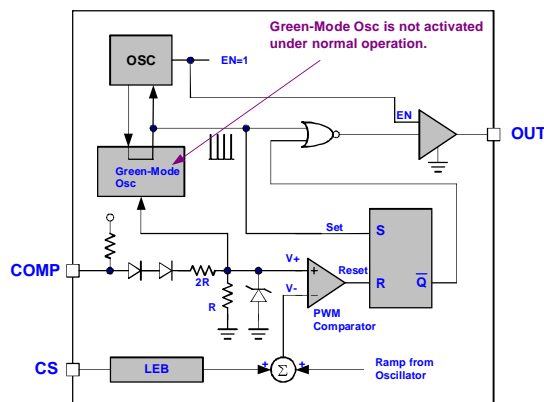 Green-Mode Osc is not activated
under normal operation.
OSC
EN=1
EN
OUT
Green-Mode
Osc
Set
S
COMP
2R
R
V+
V-
+
−
Reset
R
Q
PWM
Comparator
CS
LEB
+
Σ
+
Ramp from
Oscillator